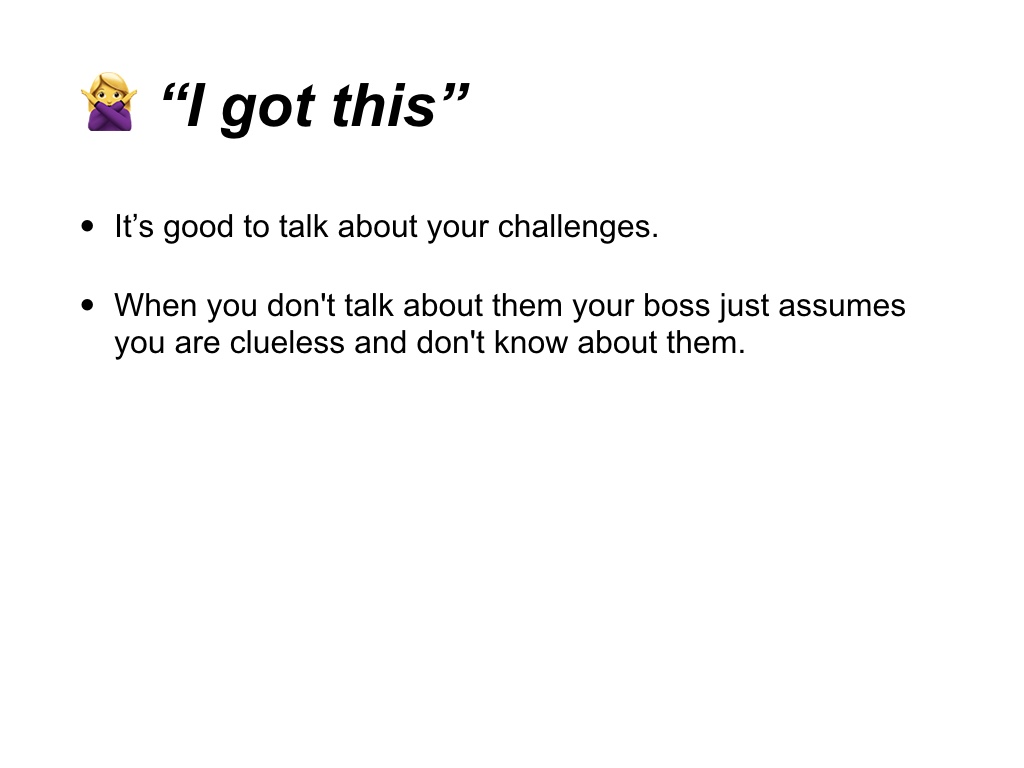 🙅‍♀️ “I got this”
• It’s good to talk about your challenges.
• When you don't talk about them your boss just assumes
you are clueless and don't know about them.